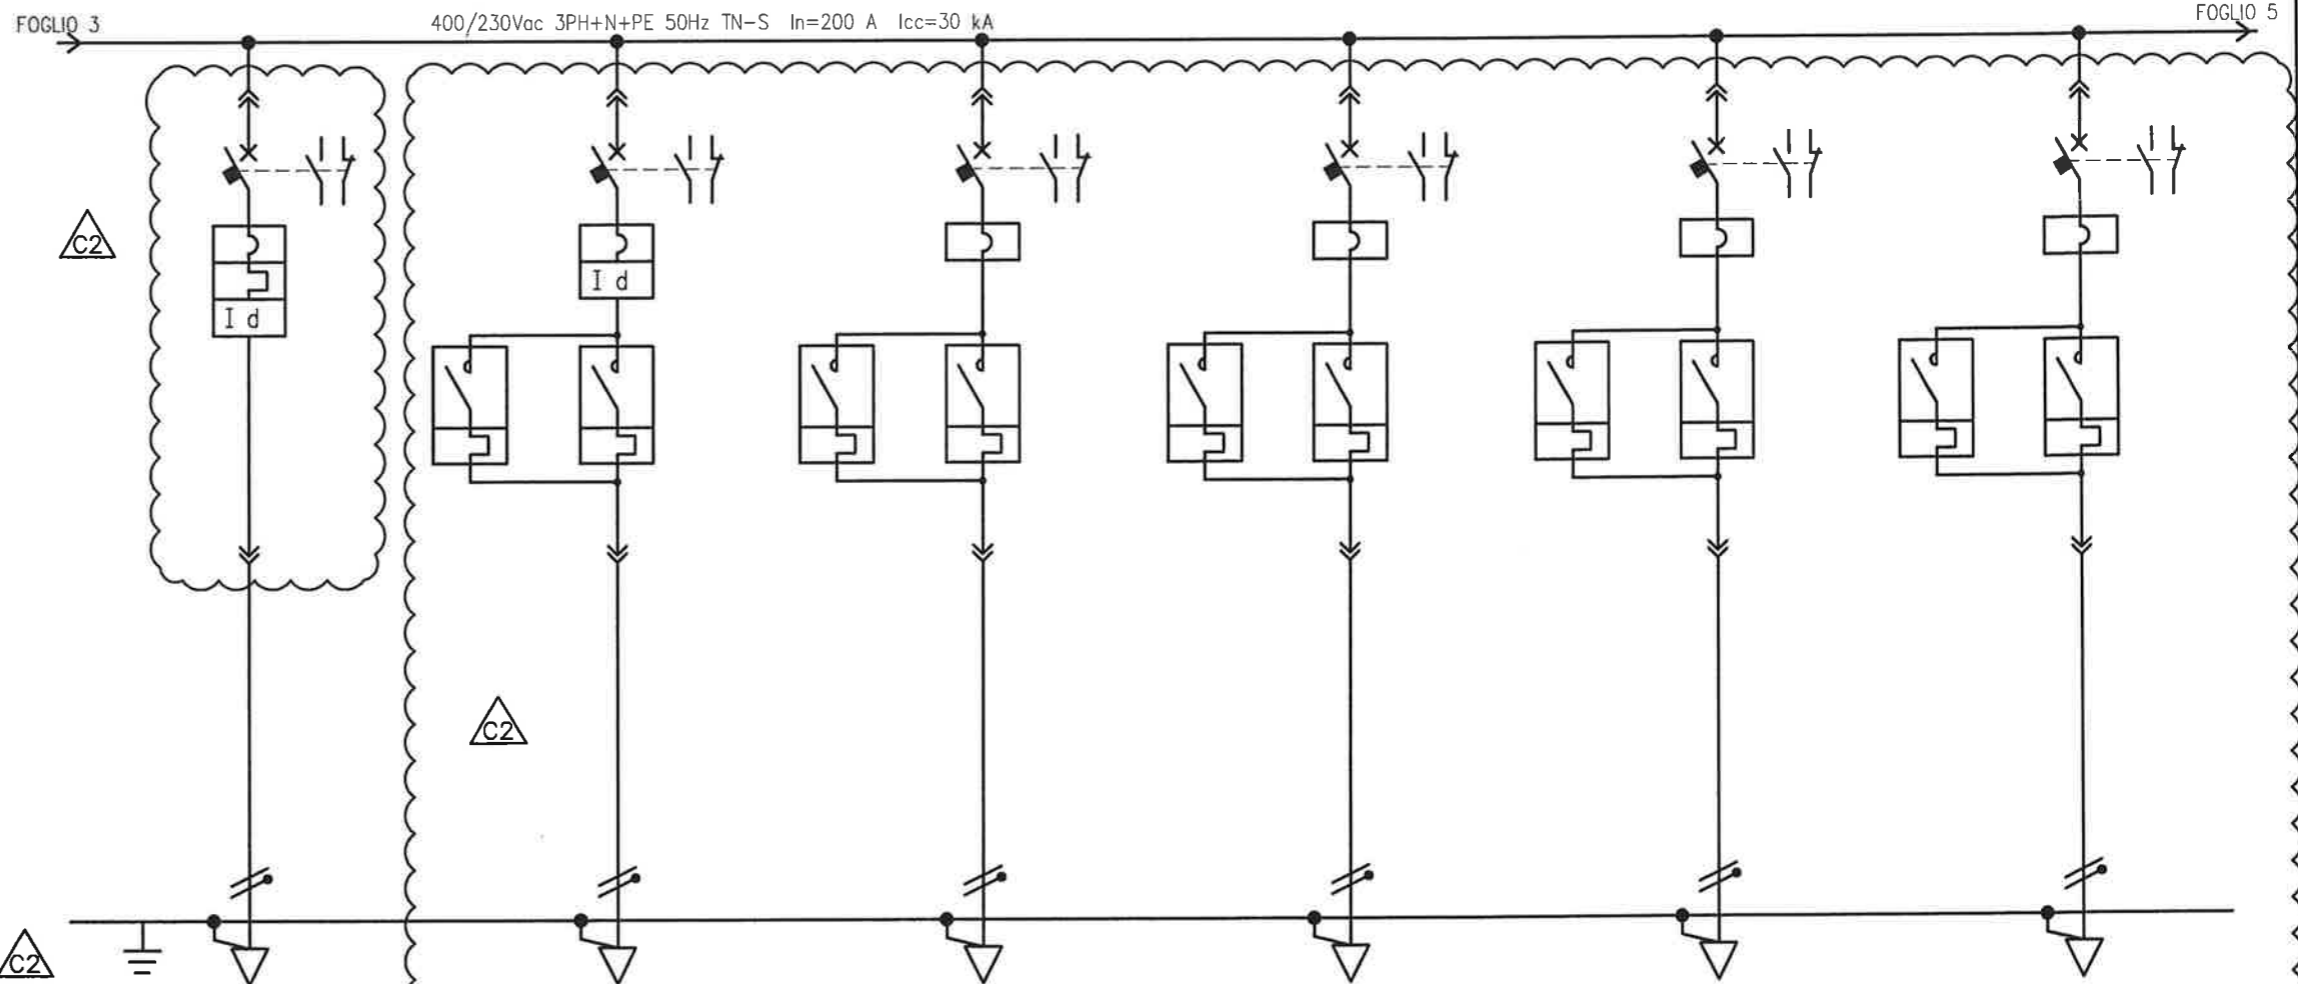 FOGLIO 3
400/230Vac 3PH+N+PE 50Hz TN-S In=200 A Icc=30 kA
FOGLIO 5
C2
I d
I d
C2
C2